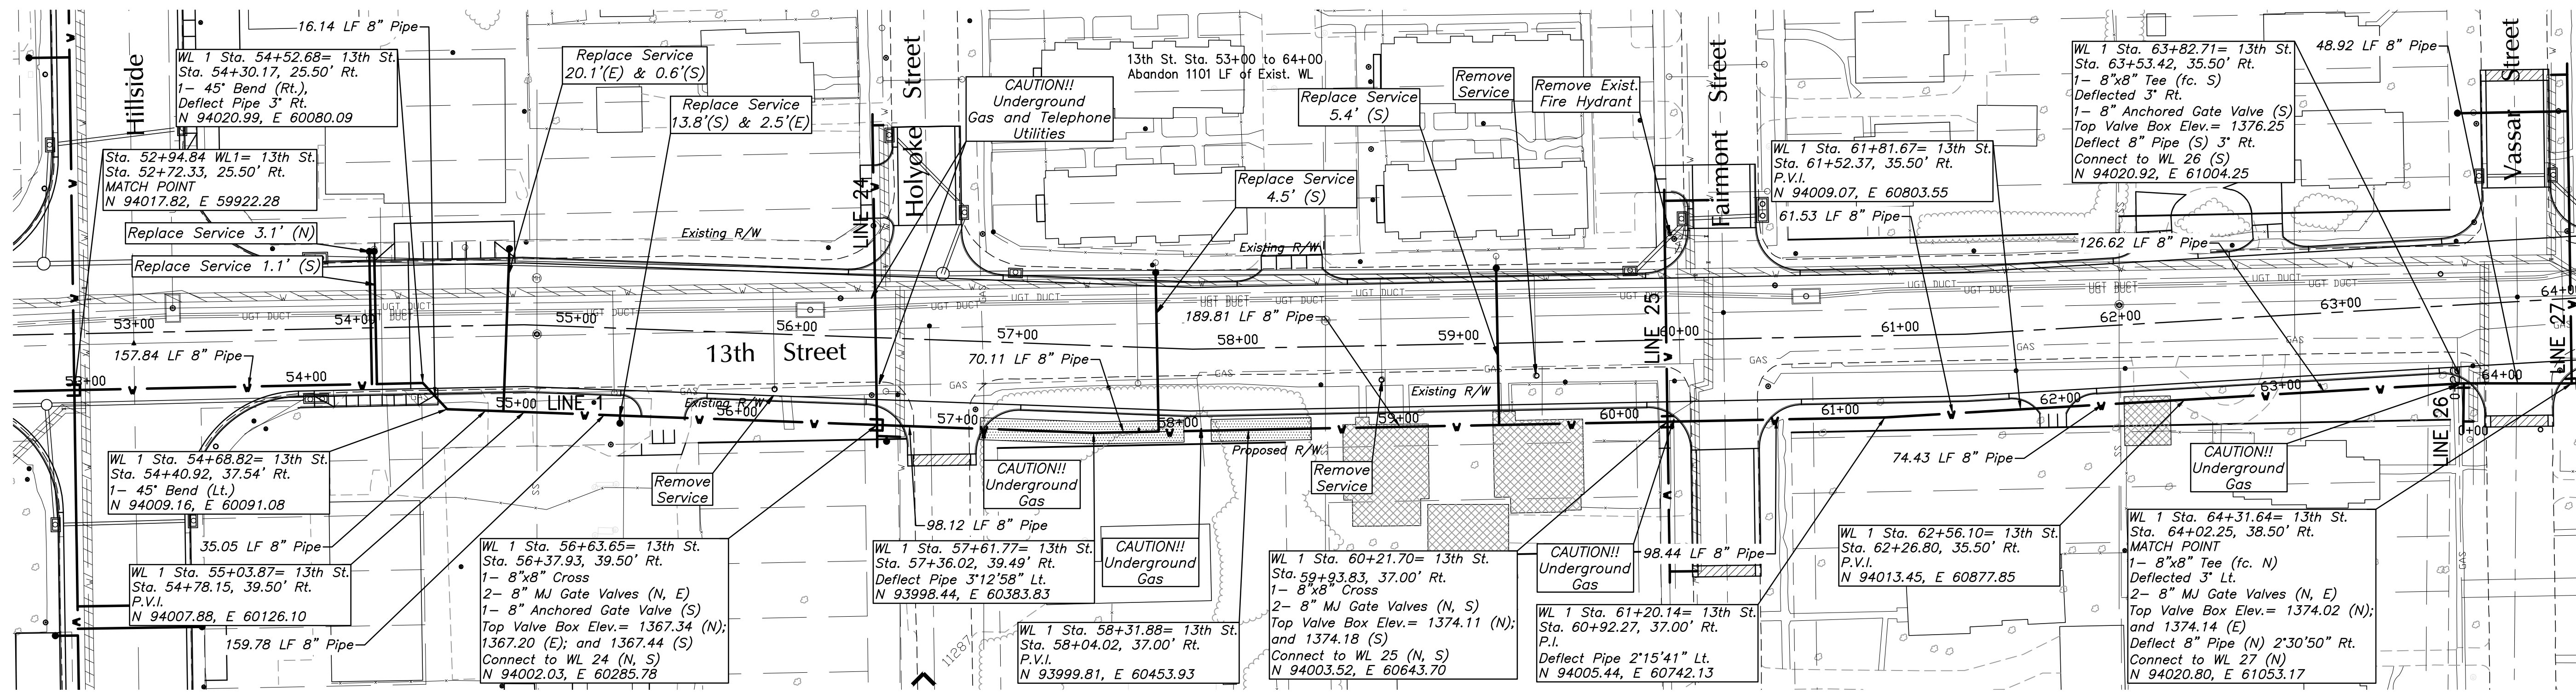 16.14 LF 8" Pipe
Hillside
WL 1 Sta. 54+52.68= 13th St.
Sta. 54+30.17, 25.50' Rt.
1- 45° Bend (Rt.),
Deflect Pipe 3° Rt.
N 94020.99, E 60080.09
Sta. 52+94.84 WL1= 13th St.
Sta. 52+72.33, 25.50' Rt.
MATCH POINT
N 94017.82, E 59922.28
Replace Service 3.1' (N)
Replace Service 1.1' (S)
Replace Service
20.1'(E) & 0.6'(S)
Replace Service
13.8'(S) & 2.5'(E)
Existing R/W
LINE 24
Holyoke Street
CAUTION!!
Underground
Gas and Telephone
Utilities
13th St. Sta. 53+00 to 64+00
Abandon 1101 LF of Exist. WL
Replace Service
4.5' (S)
Existing R/W
Replace Service
5.4' (S)
Remove
Service
Remove Exist.
Fire Hydrant
Farmont Street
WL 1 Sta. 61+81.67= 13th St.
Sta. 61+52.37, 35.50' Rt.
P.V.I.
N 94009.07, E 60803.55
61.53 LF 8" Pipe
WL 1 Sta. 63+82.71= 13th St.
Sta. 63+53.42, 35.50' Rt.
1- 8"x8" Tee (fc. S)
Deflected 3° Rt.
1- 8" Anchored Gate Valve (S)
Top Valve Box Elev.= 1376.25
Deflect 8" Pipe (S) 3° Rt.
Connect to WL 26 (S)
N 94020.92, E 61004.25
48.92 LF 8" Pipe
Vassar Street
126.62 LF 8" Pipe
W W W W W W
UGT DUCT UGT DUCT UGT DUCT UGT DUCT UGT DUCT UGT DUCT UGT DUCT UGT DUCT
53+00 54+00 55+00 56+00 57+00 58+00 59+00 60+00 61+00 62+00 63+00 64+00
157.84 LF 8" Pipe
13th Street
189.81 LF 8" Pipe
70.11 LF 8" Pipe
LINE 25
LINE 27
GAS GAS GAS GAS GAS GAS
53+00 54+00 55+00 LINE 1 56+00 57+00 58+00 59+00 60+00 61+00 62+00 63+00 64+00
Existing R/W
Existing R/W
Proposed R/W
LINE 26
0+00
SS
WL 1 Sta. 54+68.82= 13th St.
Sta. 54+40.92, 37.54' Rt.
1- 45° Bend (Lt.)
N 94009.16, E 60091.08
35.05 LF 8" Pipe
WL 1 Sta. 55+03.87= 13th St.
Sta. 54+78.15, 39.50' Rt.
P.V.I.
N 94007.88, E 60126.10
159.78 LF 8" Pipe
Remove
Service
WL 1 Sta. 56+63.65= 13th St.
Sta. 56+37.93, 39.50' Rt.
1- 8"x8" Cross
2- 8" MJ Gate Valves (N, E)
1- 8" Anchored Gate Valve (S)
Top Valve Box Elev.= 1367.34 (N);
1367.20 (E); and 1367.44 (S)
Connect to WL 24 (N, S)
N 94002.03, E 60285.78
98.12 LF 8" Pipe
CAUTION!!
Underground
Gas
WL 1 Sta. 57+61.77= 13th St.
Sta. 57+36.02, 39.49' Rt.
Deflect Pipe 3°12'58" Lt.
N 93998.44, E 60383.83
11287
CAUTION!!
Underground
Gas
WL 1 Sta. 58+31.88= 13th St.
Sta. 58+04.02, 37.00' Rt.
P.V.I.
N 93999.81, E 60453.93
Remove
Service
WL 1 Sta. 60+21.70= 13th St.
Sta. 59+93.83, 37.00' Rt.
1- 8"x8" Cross
2- 8" MJ Gate Valves (N, S)
Top Valve Box Elev.= 1374.11 (N);
and 1374.18 (S)
Connect to WL 25 (N, S)
N 94003.52, E 60643.70
CAUTION!!
Underground
Gas
98.44 LF 8" Pipe
WL 1 Sta. 61+20.14= 13th St.
Sta. 60+92.27, 37.00' Rt.
P.I.
Deflect Pipe 2°15'41" Lt.
N 94005.44, E 60742.13
74.43 LF 8" Pipe
WL 1 Sta. 62+56.10= 13th St.
Sta. 62+26.80, 35.50' Rt.
P.V.I.
N 94013.45, E 60877.85
CAUTION!!
Underground
Gas
WL 1 Sta. 64+31.64= 13th St.
Sta. 64+02.25, 38.50' Rt.
MATCH POINT
1- 8"x8" Tee (fc. N)
Deflected 3° Lt.
2- 8" MJ Gate Valves (N, E)
Top Valve Box Elev.= 1374.02 (N);
and 1374.14 (E)
Deflect 8" Pipe (N) 2°30'50" Rt.
Connect to WL 27 (N)
N 94020.80, E 61053.17